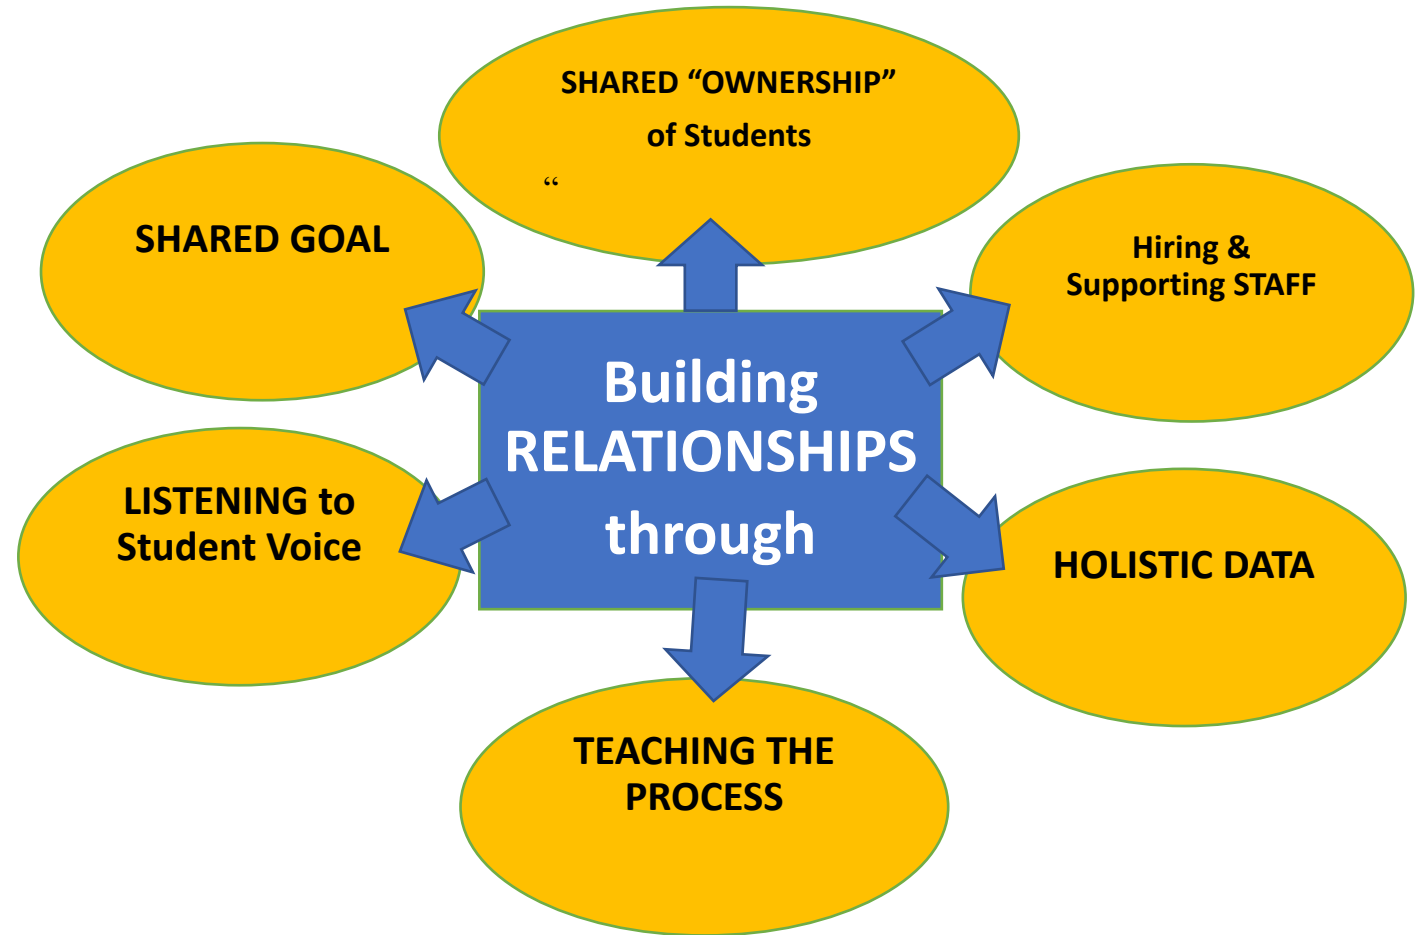 SHARED “OWNERSHIP”
of Students
“
SHARED GOAL
Hiring &
Supporting STAFF
Building
RELATIONSHIPS
through
LISTENING to
Student Voice
HOLISTIC DATA
TEACHING THE
PROCESS